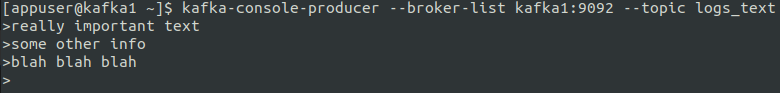 [appuser@kafka1 ~]$ kafka-console-producer --broker-list kafka1:9092 --topic logs_text
>really important text
>some other info
>blah blah blah
>